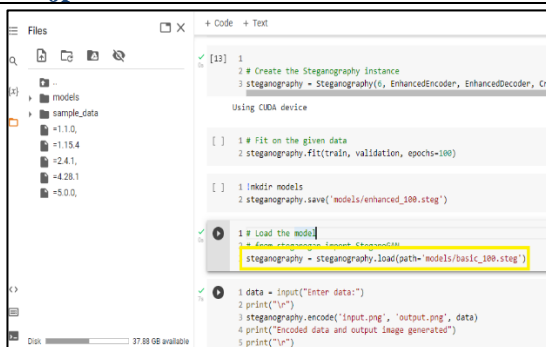 Files
+ Code + Text
..
models
sample_data
=1.1.0,
=1.15.4
=2.4.1,
=4.28.1
=5.0.0,
Disk 37.88 GB available
[13] 1
2 # Create the Steganography instance
3 steganography = Steganography(6, EnhancedEncoder, EnhancedDecoder, Cr
Using CUDA device
[ ] 1 # Fit on the given data
2 steganography.fit(train, validation, epochs=100)
[ ] 1 !mkdir models
2 steganography.save('models/enhanced_100.steg')
1 # Load the model
2 # from steganogan import SteganoGAN
steganography = steganography.load(path='models/basic_100.steg')
1 data = input("Enter data:")
2 print("\r")
3 steganography.encode('input.png', 'output.png', data)
4 print("Encoded data and output image generated")
5 print("\r")